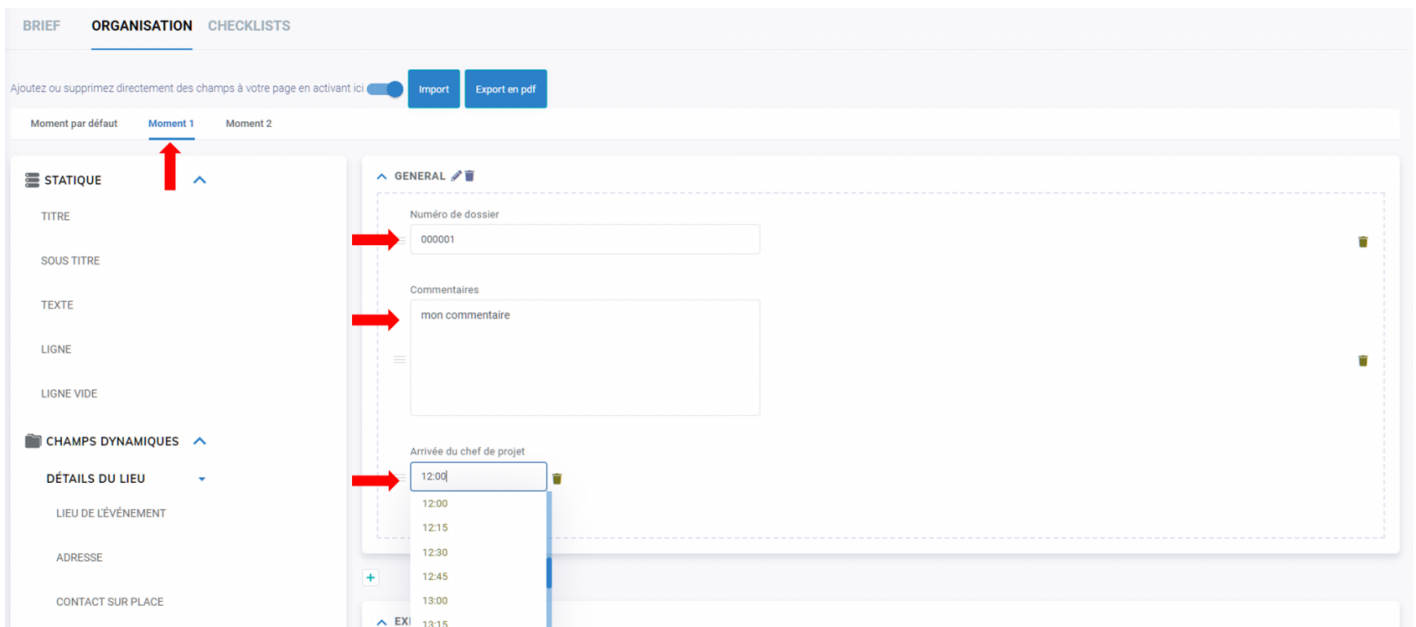 BRIEF ORGANISATION CHECKLISTS
Ajoutez ou supprimez directement des champs à votre page en activant ici Import Export en pdf
Moment par défaut Moment 1 Moment 2
STATIQUE
TITRE
SOUS TITRE
TEXTE
LIGNE
LIGNE VIDE
CHAMPS DYNAMIQUES
DÉTAILS DU LIEU
LIEU DE L'ÉVÉNEMENT
ADRESSE
CONTACT SUR PLACE
GENERAL
Numéro de dossier
000001
Commentaires
mon commentaire
Arrivée du chef de projet
12:00
12:00
12:15
12:30
12:45
13:00
13:15
+